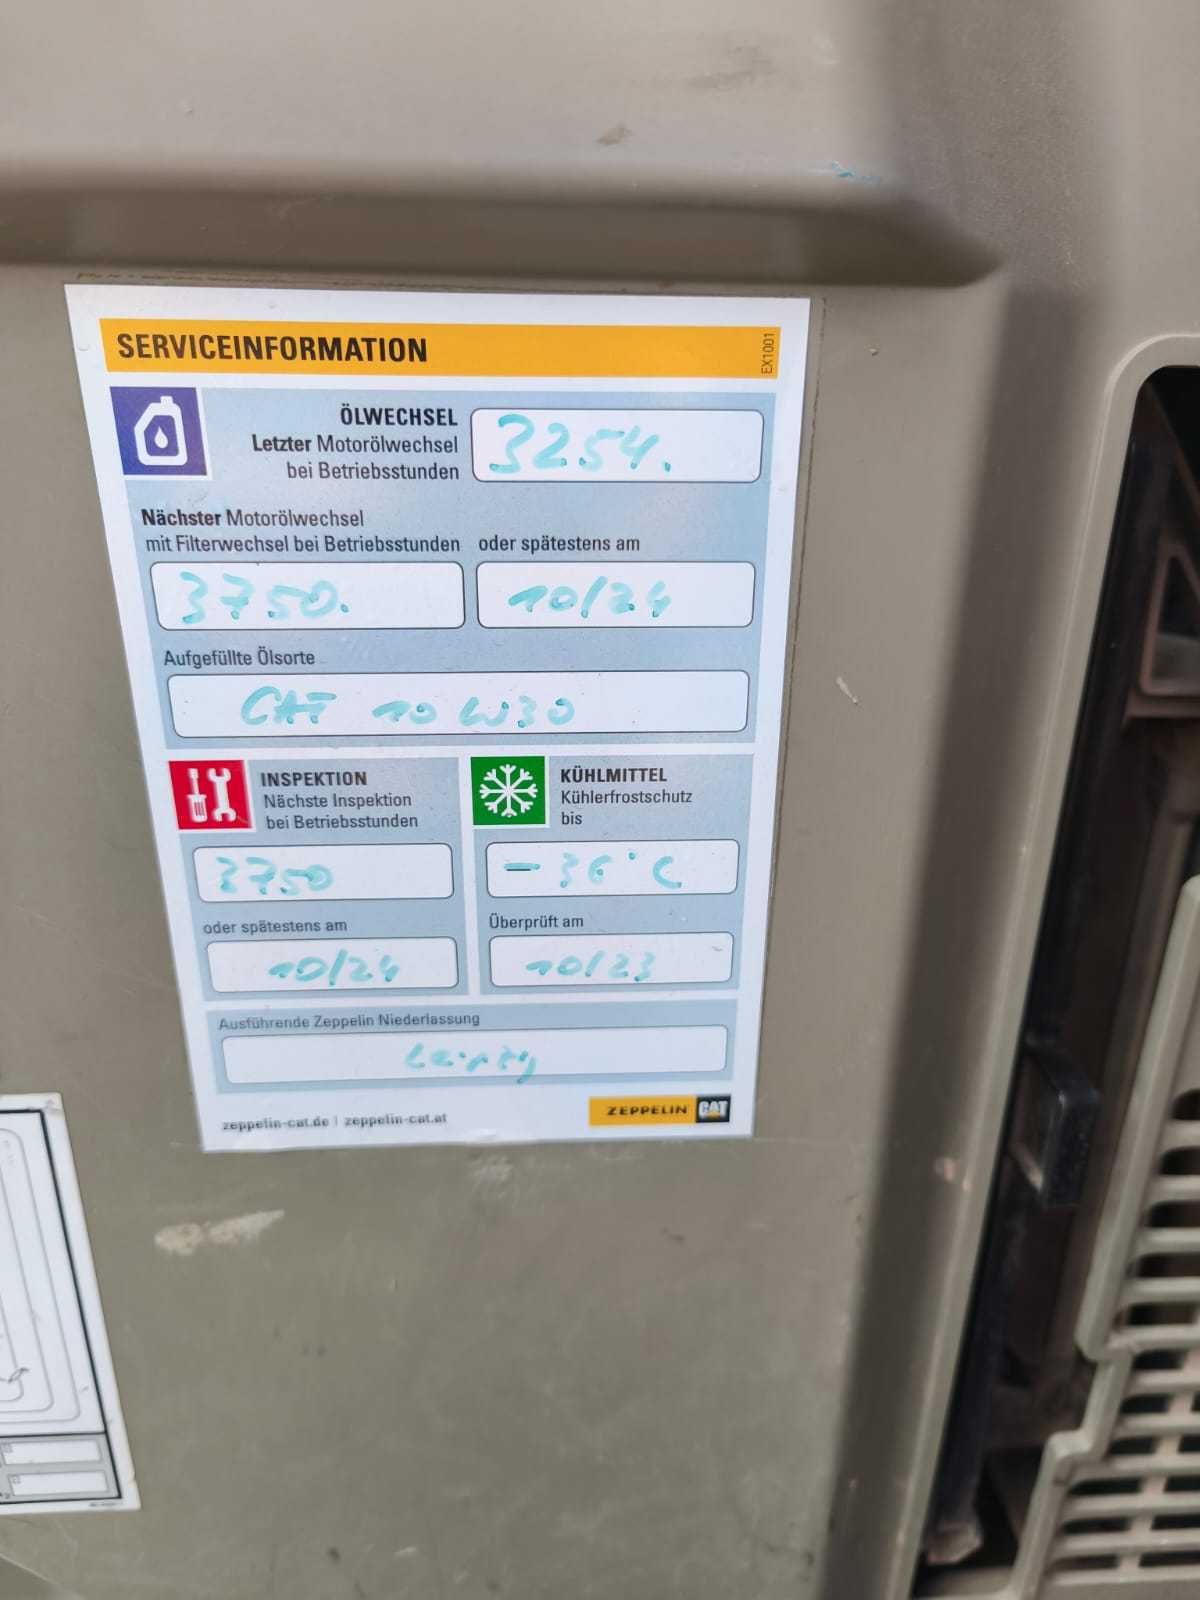 SERVICEINFORMATION
EX1001
ÖLWECHSEL
Letzter Motorölwechsel
bei Betriebsstunden
3254.
Nächster Motorölwechsel
mit Filterwechsel bei Betriebsstunden
oder spätestens am
3750.
10/24
Aufgefüllte Ölsorte
CAT 10 W30
INSPEKTION
Nächste Inspektion
bei Betriebsstunden
3750
oder spätestens am
10/24
KÜHLMITTEL
Kühlerfrostschutz
bis
- 36°C
Überprüft am
10/23
Ausführende Zeppelin Niederlassung
Leipzig
zeppelin-cat.de | zeppelin-cat.at
ZEPPELIN CAT